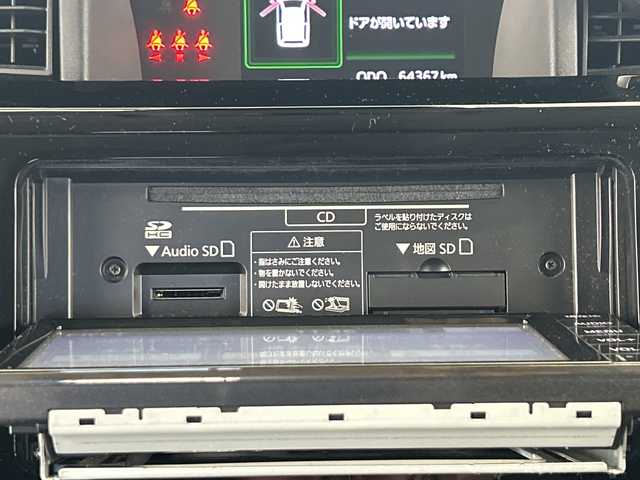 ドアが開いています
ODO 64367 km
CD
ラベルを貼り付けたディスクは
ご使用にならないでください。
SD
HC
▼Audio SD
⚠注意
・指はさみにご注意ください。
・物を置かないでください。
・開けたまま放置しないでください。
▼地図 SD
AUDIO
MENU
VOL